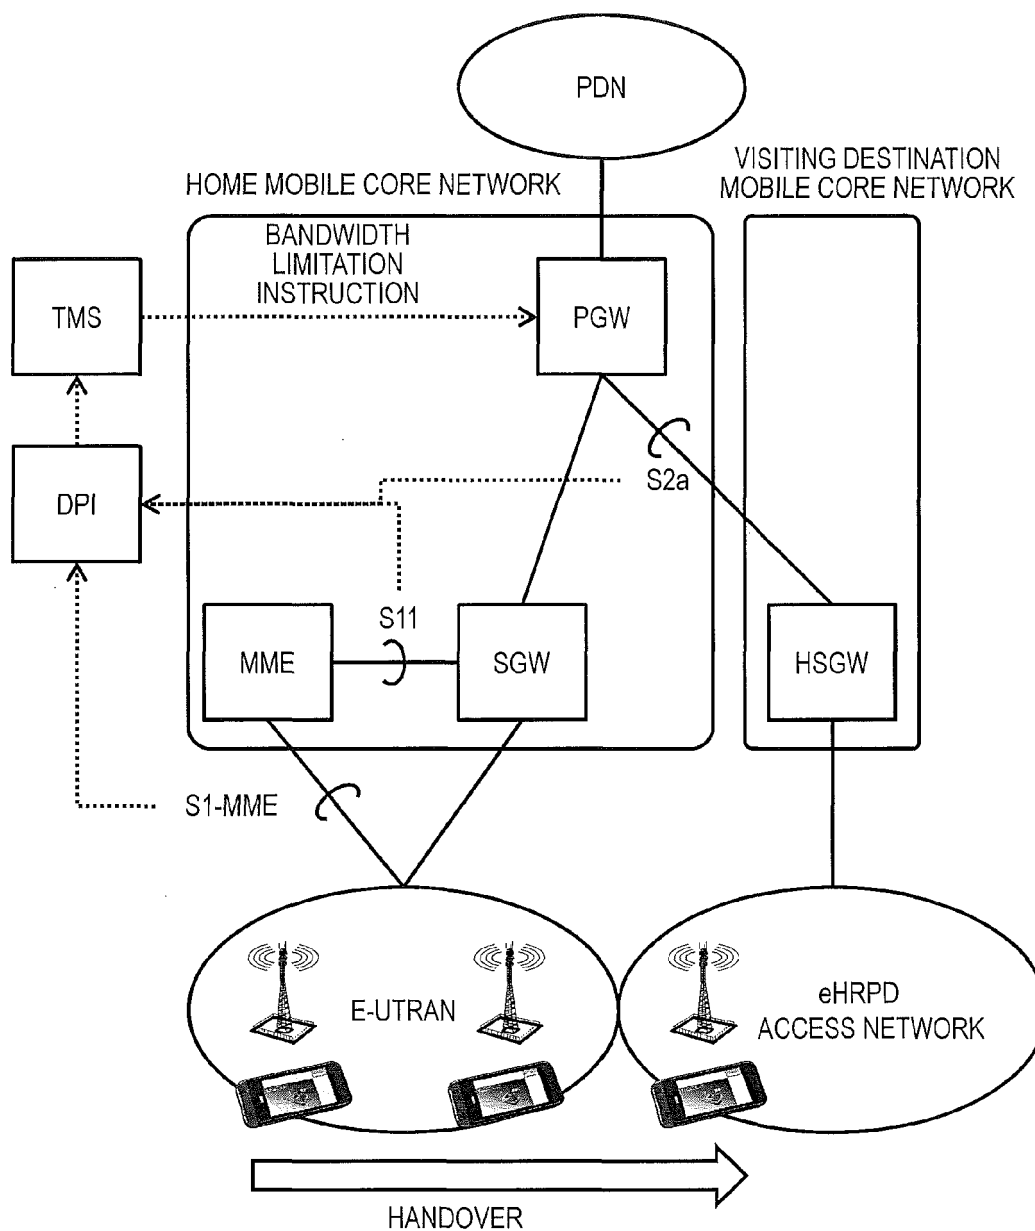 PDN
HOME MOBILE CORE NETWORK
VISITING DESTINATION
MOBILE CORE NETWORK
BANDWIDTH
LIMITATION
INSTRUCTION
TMS
PGW
DPI
S2a
S11
MME
SGW
HSGW
S1-MME
E-UTRAN
eHRPD
ACCESS NETWORK
HANDOVER